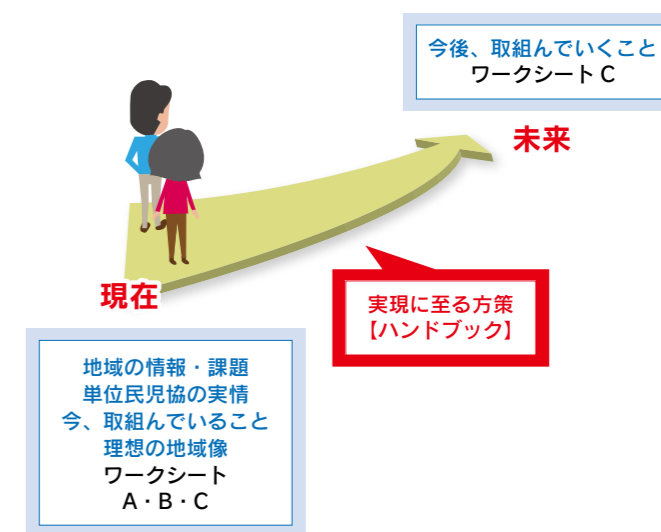 今後、取組んでいくこと
ワークシート C
未来
現在
実現に至る方策
【ハンドブック】
地域の情報・課題
単位民児協の実情
今、取組んでいること
理想の地域像
ワークシート
A・B・C